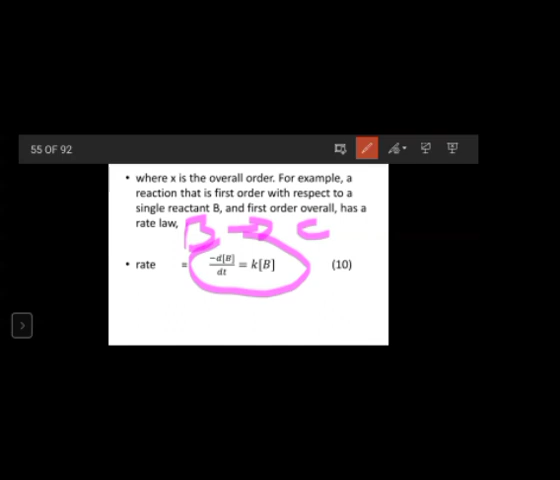 55 OF 92
• where x is the overall order. For example, a
reaction that is first order with respect to a
single reactant B, and first order overall, has a
rate law,
B → C
• rate = −d[B]/dt = k[B] (10)